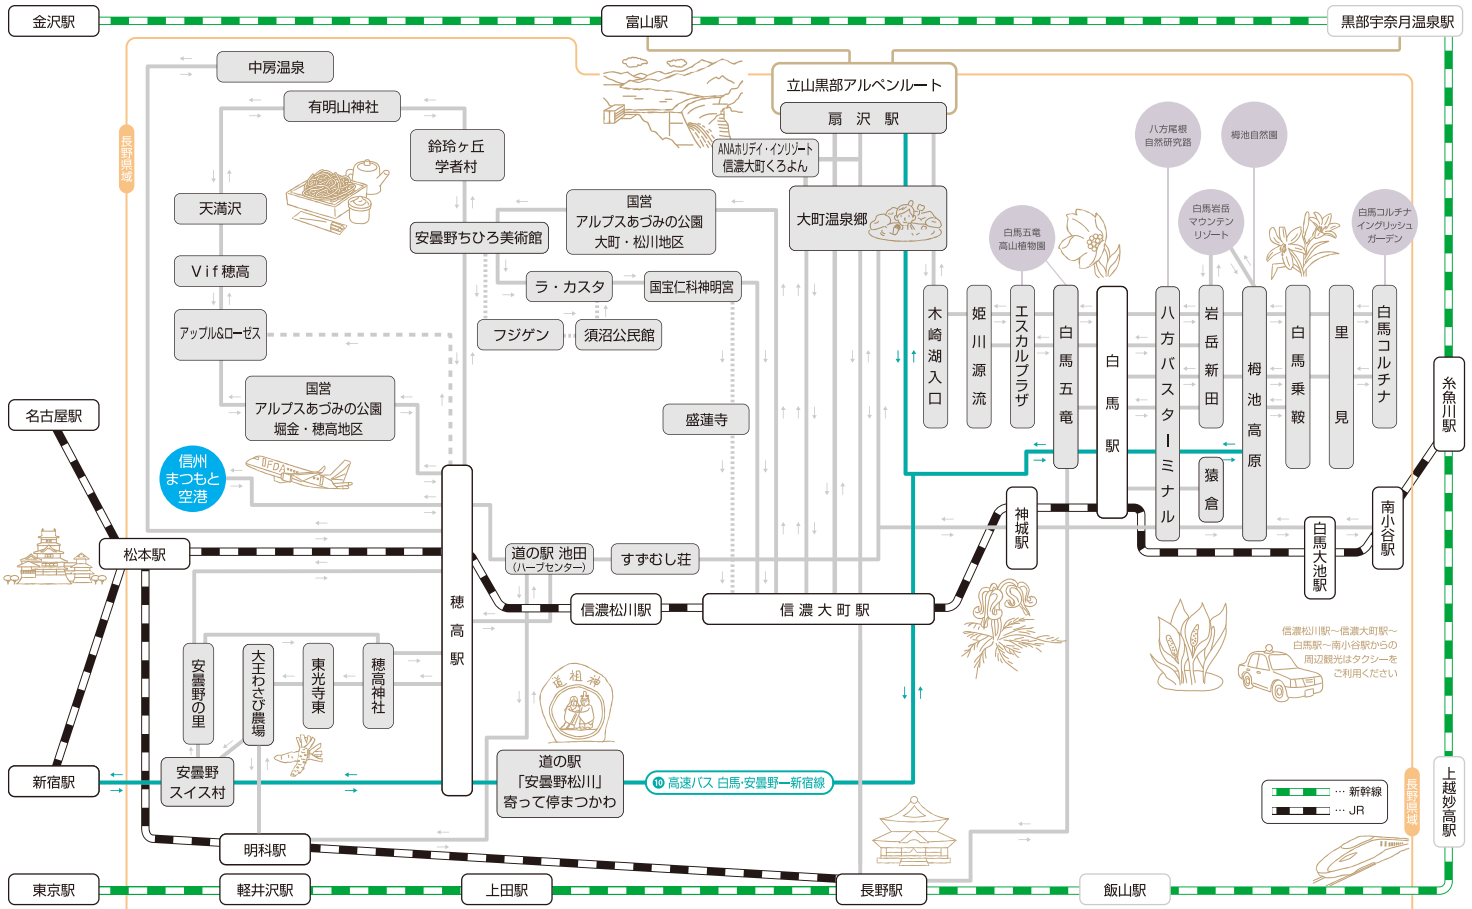 金沢駅
富山駅
黒部宇奈月温泉駅
中房温泉
立山黒部アルペンルート
扇沢駅
有明山神社
鈴玲ヶ丘
学者村
ANAホリデイ・インリゾート
信濃大町くろよん
八方尾根
自然研究路
栂池自然園
長野県域
天満沢
国営
アルプスあづみの公園
大町・松川地区
安曇野ちひろ美術館
大町温泉郷
白馬五竜
高山植物園
白馬岩岳
マウンテン
リゾート
白馬コルチナ
イングリッシュ
ガーデン
Vif穂高
ラ・カスタ
国宝仁科神明宮
アップル&ローゼス
フジゲン
須沼公民館
木崎湖入口
姫川源流
エスカルプラザ
白馬五竜
白馬駅
八方バスターミナル
岩岳新田
栂池高原
白馬乗鞍
里見
白馬コルチナ
国営
アルプスあづみの公園
堀金・穂高地区
名古屋駅
盛蓮寺
糸魚川駅
信州
まつもと
空港
FDA
猿倉
神城駅
白馬大池駅
南小谷駅
松本駅
道の駅 池田
(ハーブセンター)
すずむし荘
穂高駅
信濃松川駅
信濃大町駅
安曇野の里
大王わさび農場
東光寺東
穂高神社
道祖神
信濃松川駅～信濃大町駅～
白馬駅～南小谷駅からの
周辺観光はタクシーを
ご利用ください
新宿駅
安曇野
スイス村
道の駅
「安曇野松川」
寄って停まつかわ
⑩ 高速バス 白馬・安曇野ー新宿線
… 新幹線
… JR
長野県域
上越妙高駅
明科駅
東京駅
軽井沢駅
上田駅
長野駅
飯山駅